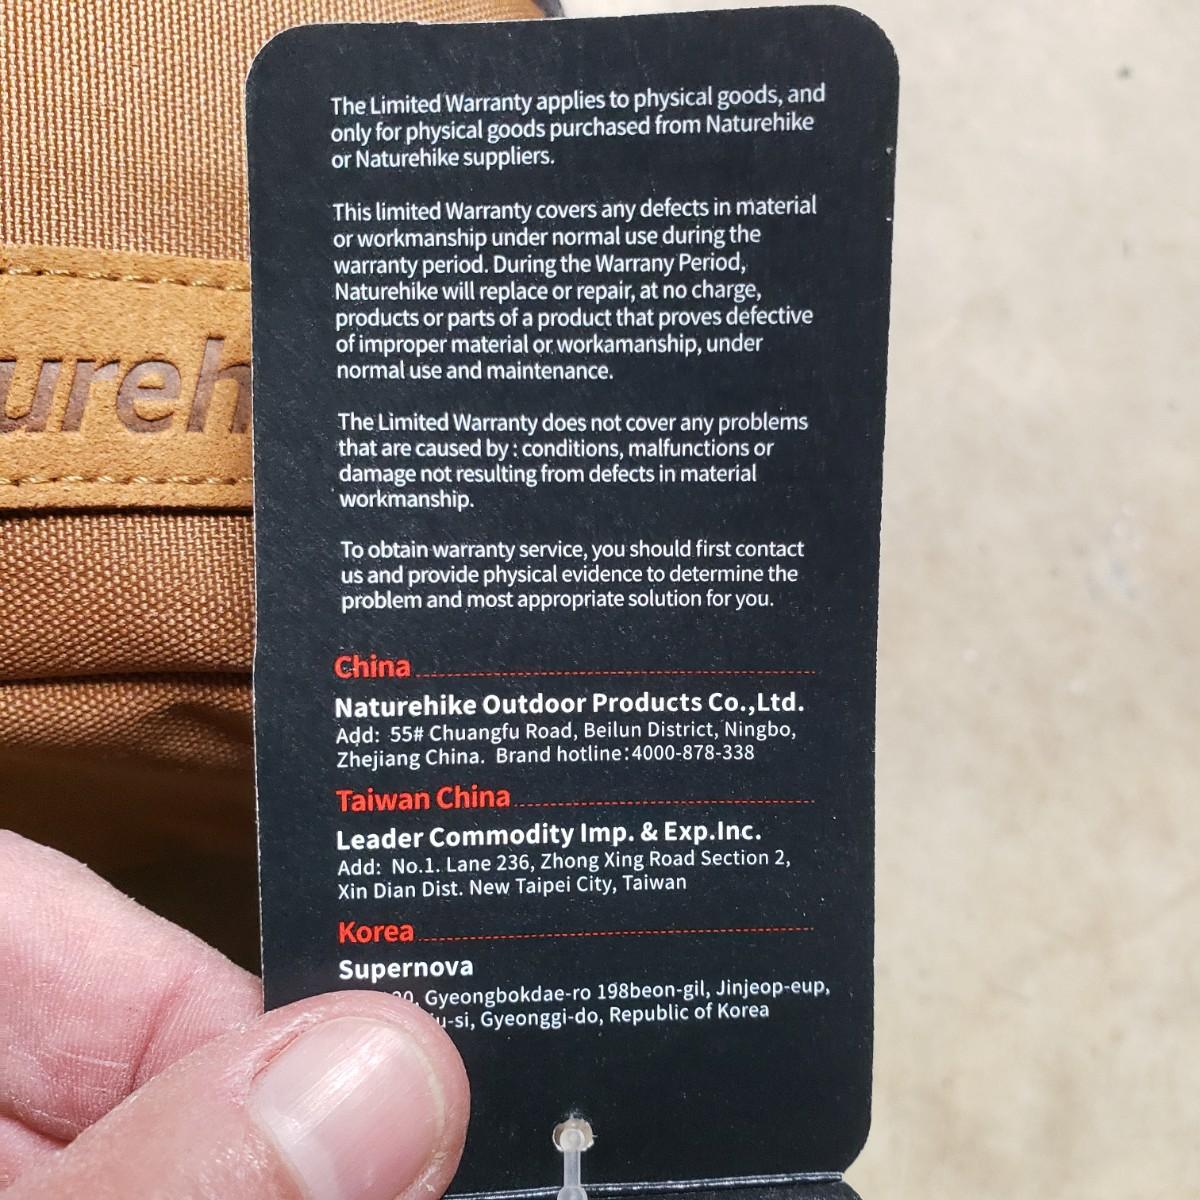 The Limited Warranty applies to physical goods, and
only for physical goods purchased from Naturehike
or Naturehike suppliers.
This limited Warranty covers any defects in material
or workmanship under normal use during the
warranty period. During the Warrany Period,
Naturehike will replace or repair, at no charge,
products or parts of a product that proves defective
of improper material or workamanship, under
normal use and maintenance.
The Limited Warranty does not cover any problems
that are caused by : conditions, malfunctions or
damage not resulting from defects in material
workmanship.
To obtain warranty service, you should first contact
us and provide physical evidence to determine the
problem and most appropriate solution for you.
China
Naturehike Outdoor Products Co.,Ltd.
Add: 55# Chuangfu Road, Beilun District, Ningbo,
Zhejiang China. Brand hotline:4000-878-338
Taiwan China
Leader Commodity Imp. & Exp.Inc.
Add: No.1. Lane 236, Zhong Xing Road Section 2,
Xin Dian Dist. New Taipei City, Taiwan
Korea
Supernova
Gyeongbokdae-ro 198beon-gil, Jinjeop-eup,
-si, Gyeonggi-do, Republic of Korea
ureh